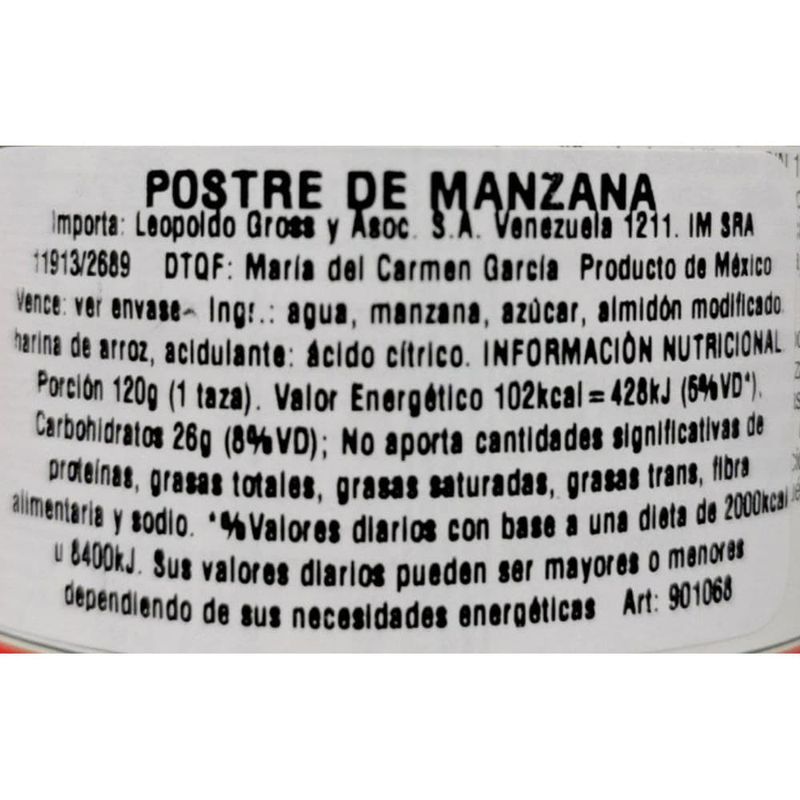 POSTRE DE MANZANA
Importa: Leopoldo Gross y Asoc. S.A. Venezuela 1211. IM SRA
11913/2689 DTQF: María del Carmen García Producto de México
Vence: ver envase- Ingr.: agua, manzana, azúcar, almidón modificado
harina de arroz, acidulante: ácido cítrico. INFORMACIÓN NUTRICIONAL
Porción 120g (1 taza). Valor Energético 102kcal = 428kJ (5%VD*).
Carbohidratos 26g (8%VD); No aporta cantidades significativas de
proteínas, grasas totales, grasas saturadas, grasas trans, fibra
alimentaria y sodio. *%Valores diarios con base a una dieta de 2000kcal
u 8400kJ. Sus valores diarios pueden ser mayores o menores
dependiendo de sus necesidades energéticas Art: 901068